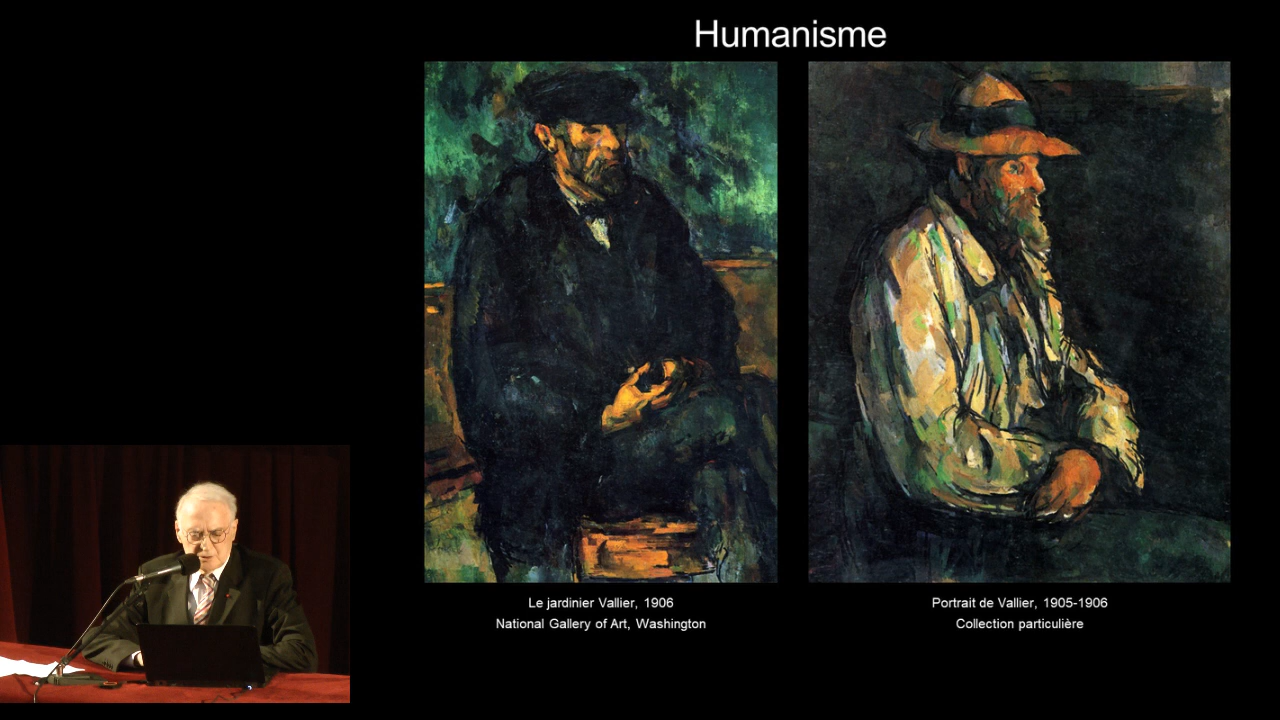 Humanisme
Le jardinier Vallier, 1906
National Gallery of Art, Washington
Portrait de Vallier, 1905-1906
Collection particulière